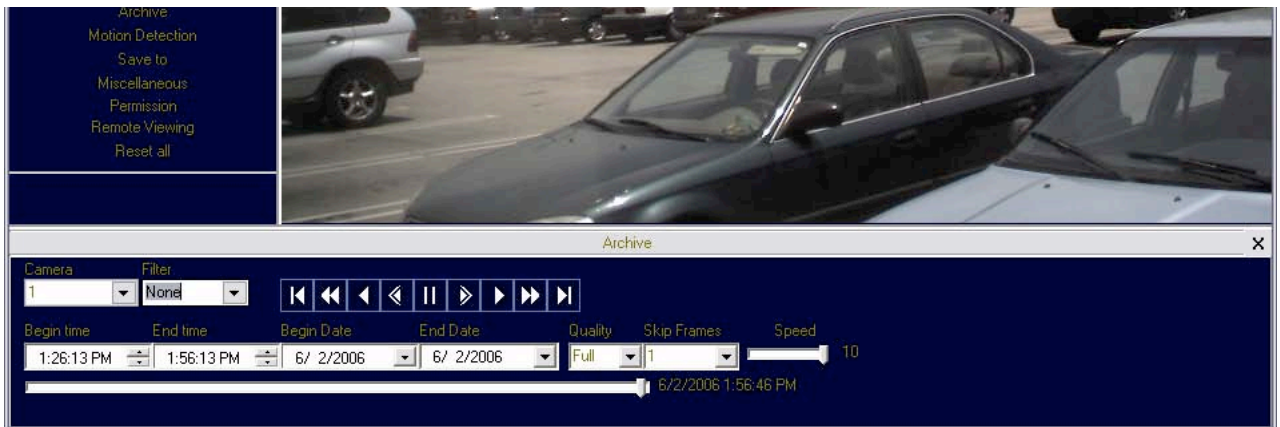 Archive
Motion Detection
Save to
Miscellaneous
Permission
Remote Viewing
Reset all
Archive X
Camera Filter
1 None
Begin time End time Begin Date End Date Quality Skip Frames Speed
1:26:13 PM 1:56:13 PM 6/ 2/2006 6/ 2/2006 Full 1 10
6/2/2006 1:56:46 PM